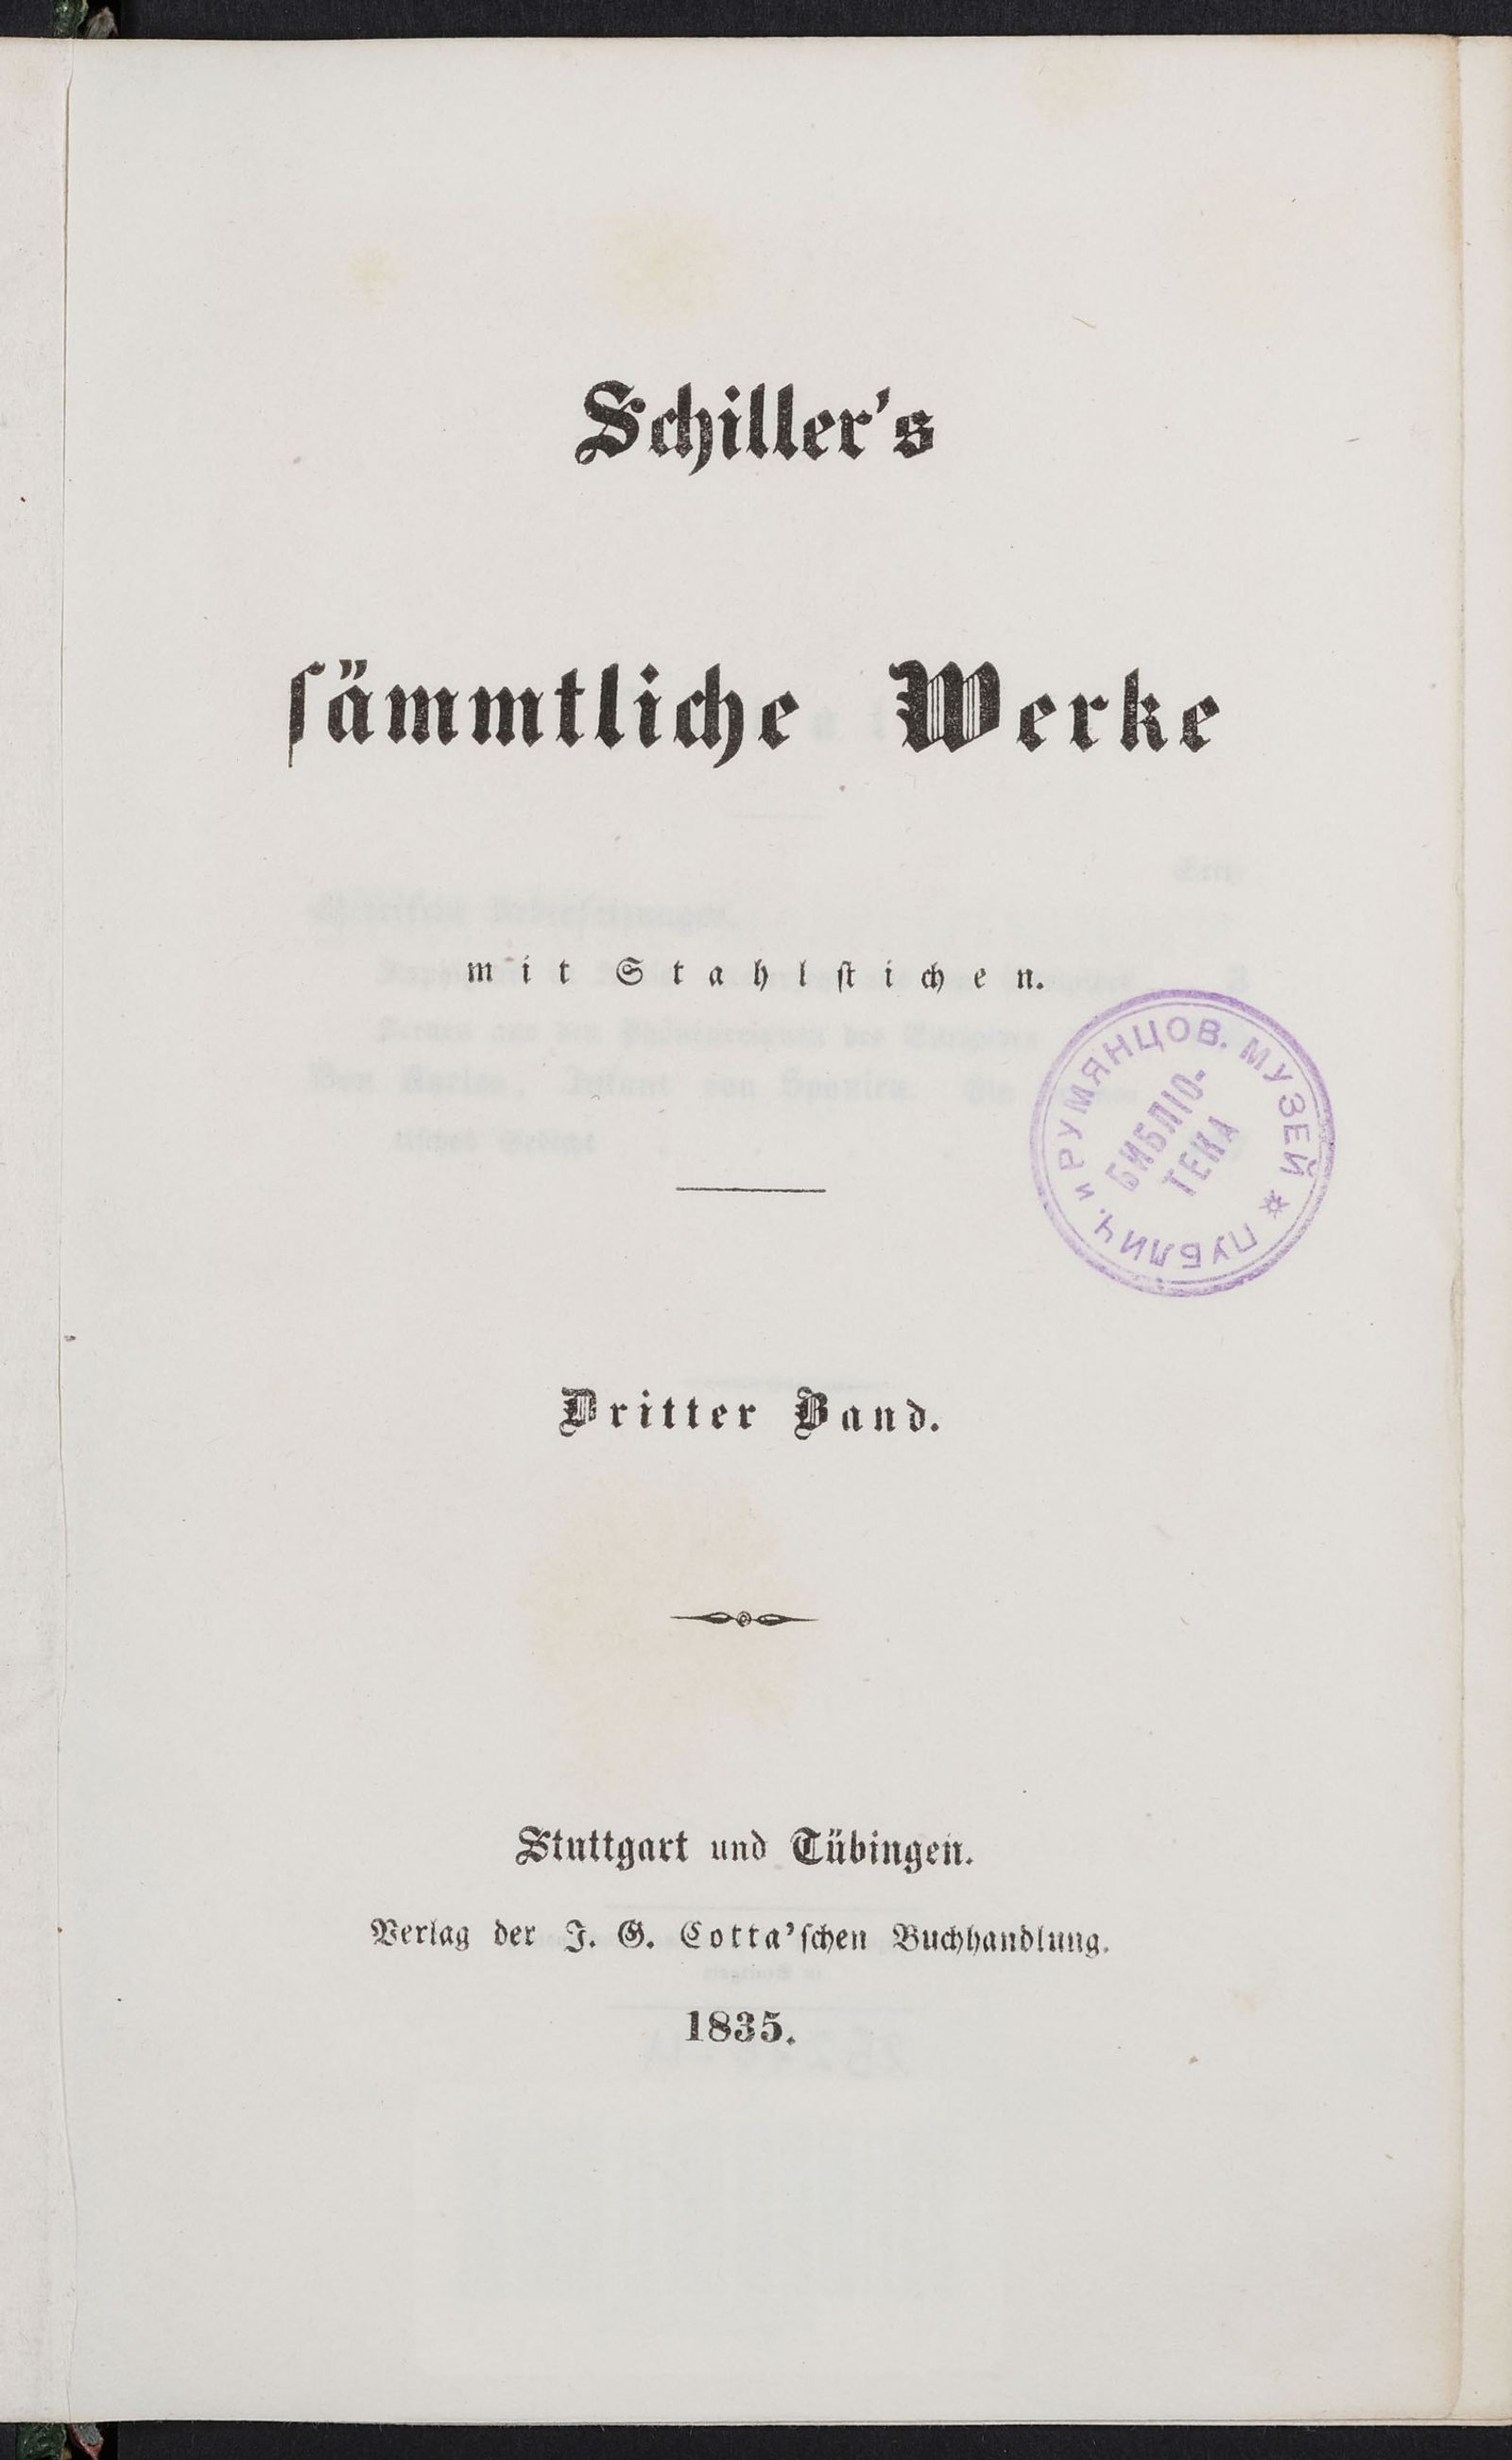 Schiller's
ſämmtliche Werke
mit Stahlſtichen.
ПУБЛИЧ. и РУМЯНЦОВ. МУЗЕЙ
БИБЛІО-
ТЕКА
Dritter Band.
Stuttgart und Tübingen.
Verlag der J. G. Cotta'ſchen Buchhandlung.
1835.